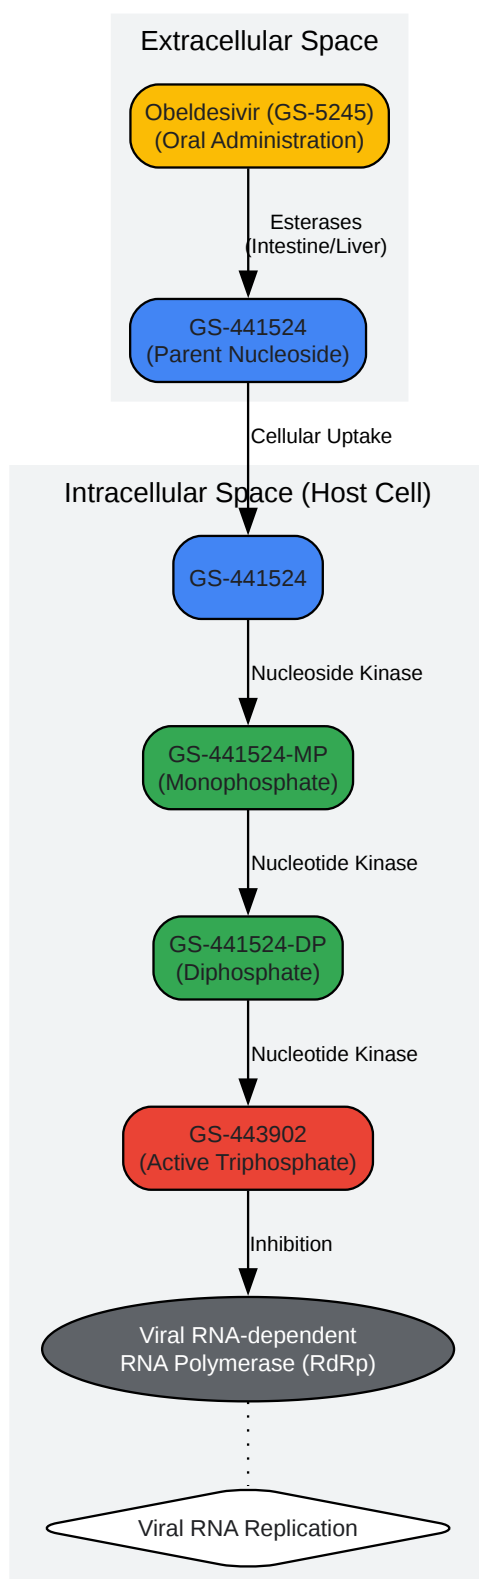 Extracellular Space
Obeldesivir (GS-5245)
(Oral Administration)
Esterases
(Intestine/Liver)
GS-441524
(Parent Nucleoside)
Cellular Uptake
Intracellular Space (Host Cell)
GS-441524
Nucleoside Kinase
GS-441524-MP
(Monophosphate)
Nucleotide Kinase
GS-441524-DP
(Diphosphate)
Nucleotide Kinase
GS-443902
(Active Triphosphate)
Inhibition
Viral RNA-dependent
RNA Polymerase (RdRp)
Viral RNA Replication